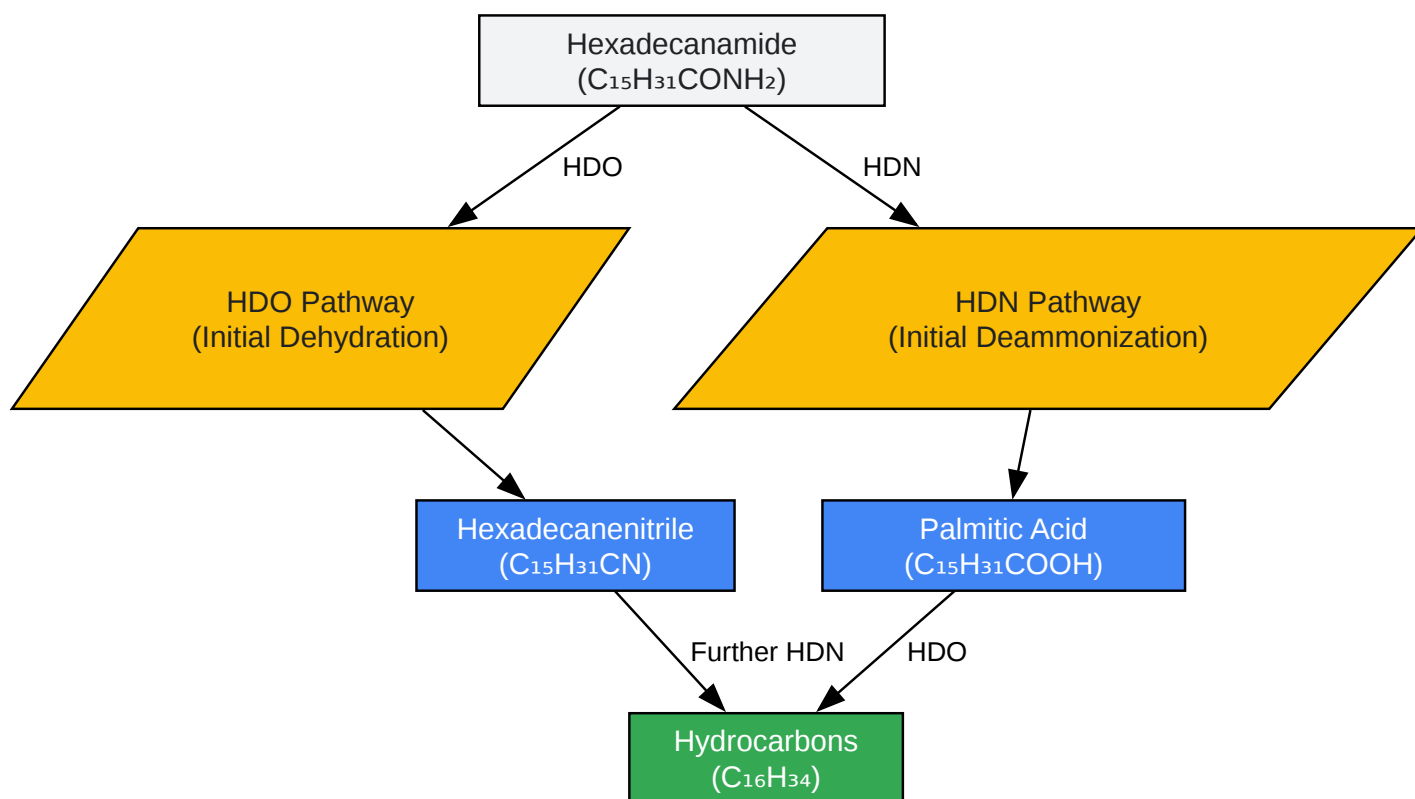 Hexadecanamide
(C₁₅H₃₁CONH₂)
HDO
HDN
HDO Pathway
(Initial Dehydration)
HDN Pathway
(Initial Deammonization)
Hexadecanenitrile
(C₁₅H₃₁CN)
Palmitic Acid
(C₁₅H₃₁COOH)
Further HDN
HDO
Hydrocarbons
(C₁₆H₃₄)